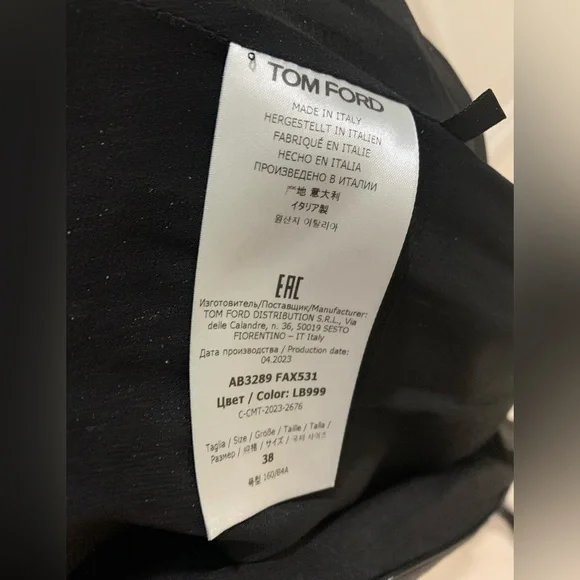 TOM FORD
MADE IN ITALY
HERGESTELLT IN ITALIEN
FABRIQUÉ EN ITALIE
HECHO EN ITALIA
ПРОИЗВЕДЕНО В ИТАЛИИ
产地 意大利
イタリア製
원산지 이탈리아
EAC
Изготовитель/Поставщик/Manufacturer:
TOM FORD DISTRIBUTION S.R.L., Via
delle Calandre, n. 36, 50019 SESTO
FIORENTINO – IT Italy
Дата производства / Production date:
04.2023
AB3289 FAX531
Цвет / Color: LB999
C-CMT-2023-2676
Taglia / Size / Größe / Taille / Talla /
Размер / / サイズ / 사이즈
38
号型 160/84A